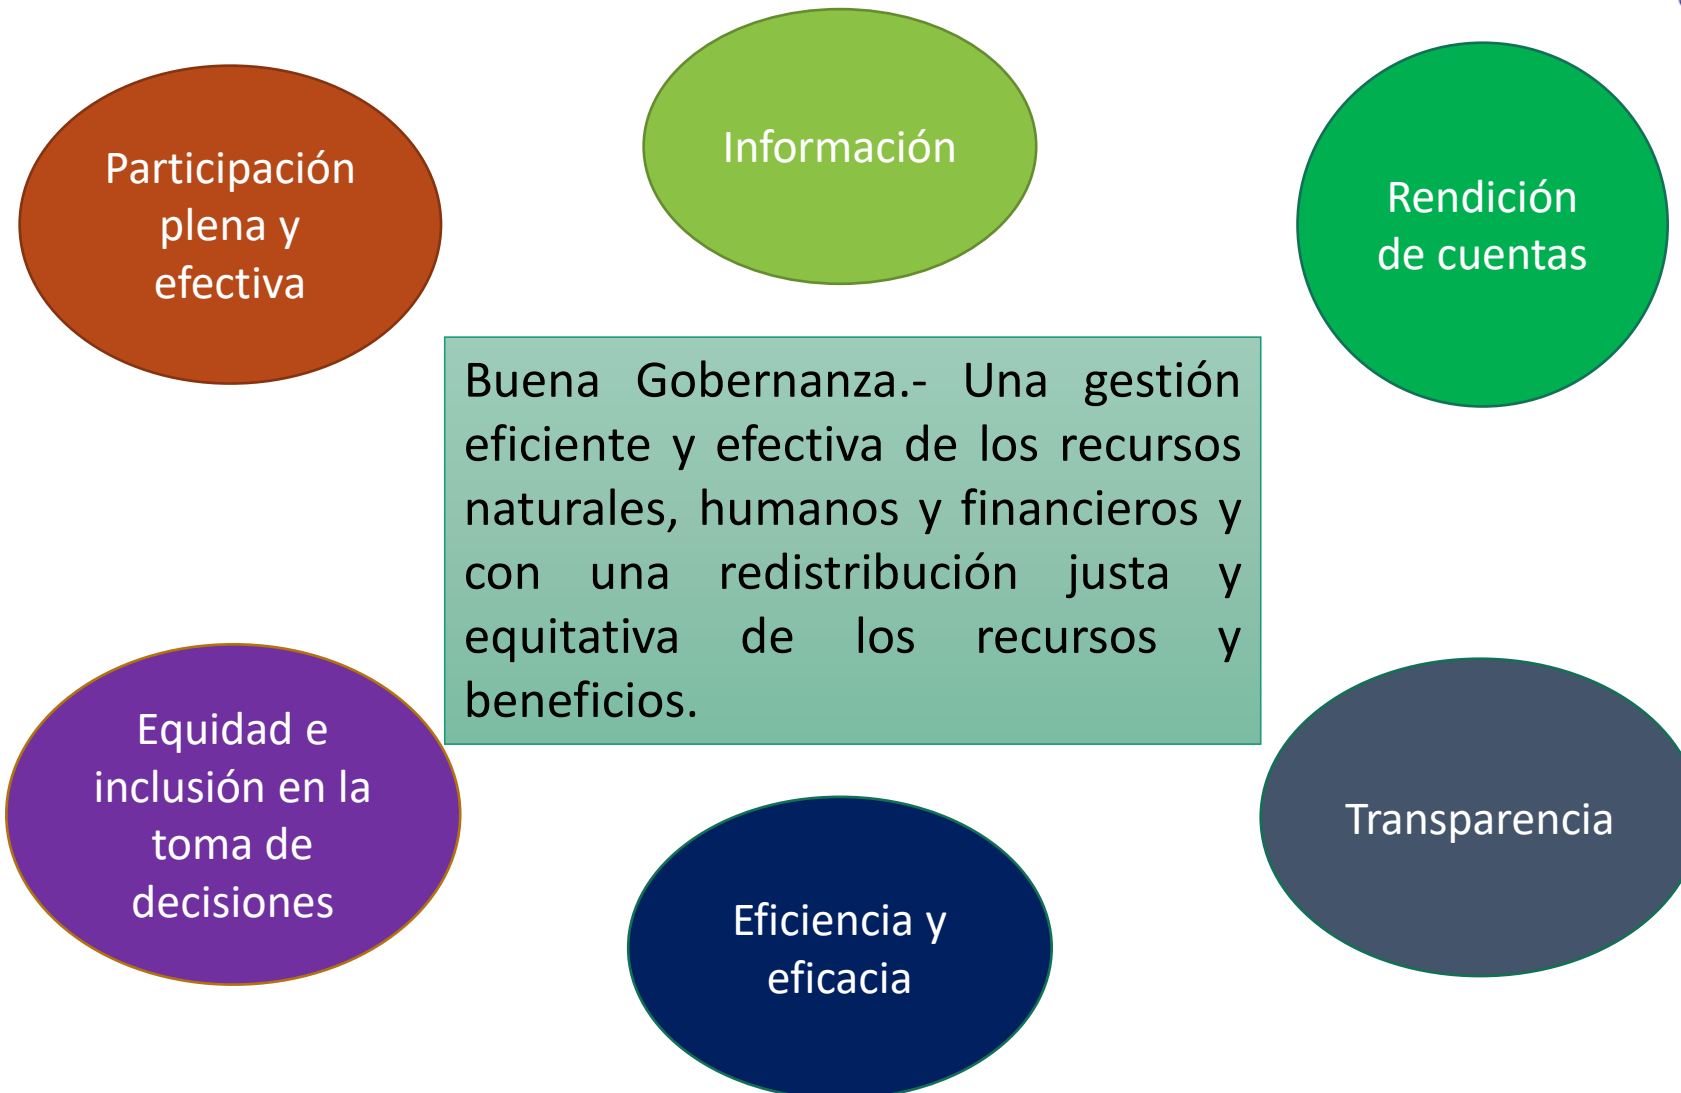 Participación
plena y
efectiva
Información
Rendición
de cuentas
Buena Gobernanza.- Una gestión
eficiente y efectiva de los recursos
naturales, humanos y financieros y
con una redistribución justa y
equitativa de los recursos y
beneficios.
Equidad e
inclusión en la
toma de
decisiones
Eficiencia y
eficacia
Transparencia